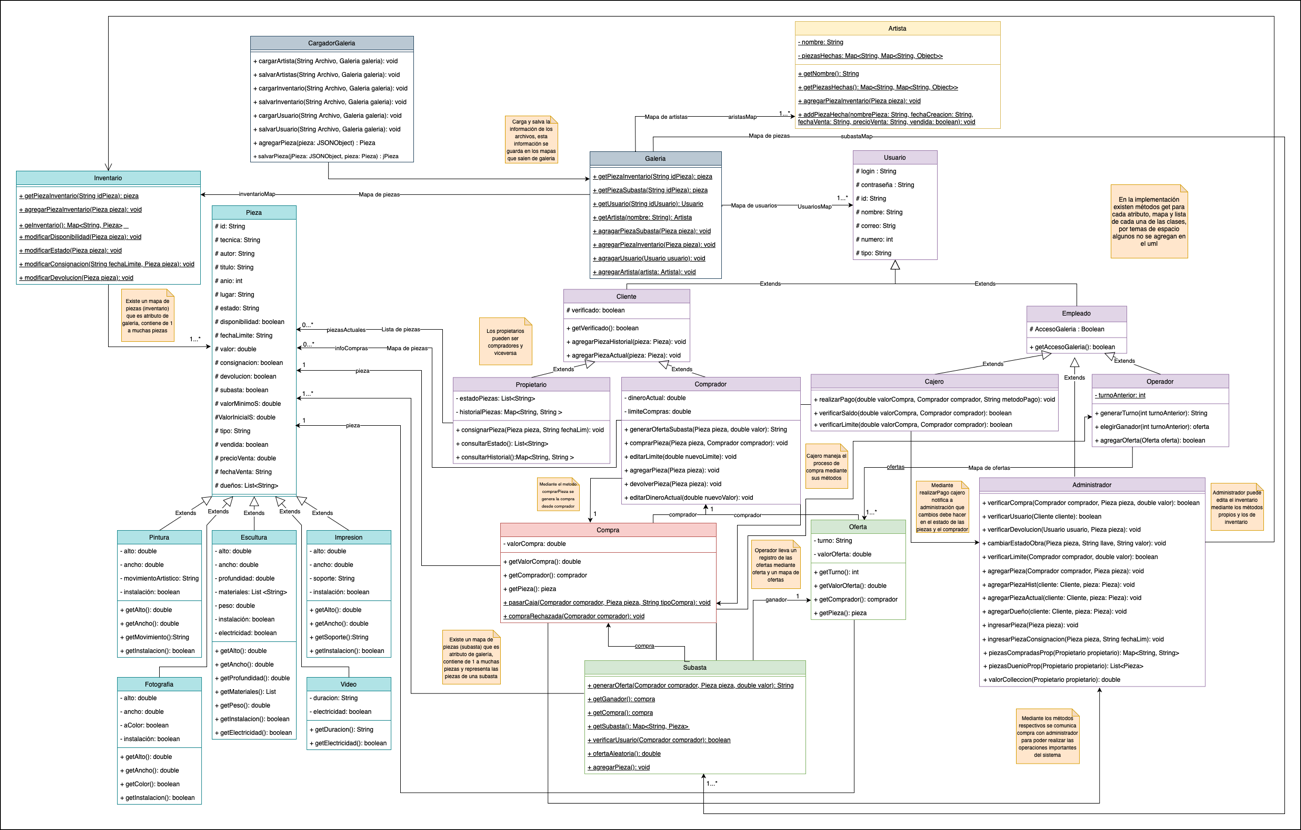 Artista
- nombre: String
- piezasHechas: Map<String, Map<String, Object>>
+ getNombre(): String
+ getPiezasHechas(): Map<String, Map<String, Object>>
+ agregarPiezaInventario(Pieza pieza): void
+ addPiezaHecha(nombrePieza: String, fechaCreacion: String,
fechaVenta: String, precioVenta: String, vendida: boolean): void
CargadorGaleria
+ cargarArtista(String Archivo, Galeria galeria): void
+ salvarArtistas(String Archivo, Galeria galeria): void
+ cargarInventario(String Archivo, Galeria galeria): void
+ salvarInventario(String Archivo, Galeria galeria): void
+ cargarUsuario(String Archivo, Galeria galeria): void
+ salvarUsuario(String Archivo, Galeria galeria): void
+ agregarPieza(pieza: JSONObject) : Pieza
+ salvarPieza(jPieza: JSONObject, pieza: Pieza) : jPieza
Carga y salva la
información de los
archivos, esta
información se
guarda en los mapas
que salen de galeria
Mapa de artistas
aristasMap
1...*
Mapa de piezas
subastaMap
Galeria
+ getPiezaInventario(String idPieza): pieza
+ getPiezaSubasta(String idPieza): pieza
+ getUsuario(String idUsuario): Usuario
+ getArtista(nombre: String): Artista
+ agragarPiezaSubasta(Pieza pieza): void
+ agregarPiezaInventario(Pieza pieza): void
+ agragarUsuario(Usuario usuario): void
+ agregarArtista(artista: Artista): void
Mapa de usuarios
UsuariosMap
1...*
Usuario
# login : String
# contraseña : String
# id: String
# nombre: String
# correo: Strig
# numero: int
# tipo: String
En la implementación
existen métodos get para
cada atributo, mapa y lista
de cada una de las clases,
por temas de espacio
algunos no se agregan en
el uml
Inventario
+ getPiezaInventario(String idPieza): pieza
+ agregarPiezaInventario(Pieza pieza): void
+ geInventario(): Map<String, Pieza>
+ modificarDisponibilidad(Pieza pieza): void
+ modificarEstado(Pieza pieza): void
+ modificarConsignacion(String fechaLimite, Pieza pieza): void
+ modificarDevolucion(Pieza pieza): void
inventarioMap
Mapa de piezas
Existe un mapa de
piezas (inventario)
que es atributo de
galeria, contiene de 1
a muchas piezas
1...*
Pieza
# id: String
# tecnica: String
# autor: String
# titulo: String
# anio: int
# lugar: String
# estado: String
# disponibilidad: boolean
# fechaLimite: String
# valor: double
# consignacion: boolean
# devolucion: boolean
# subasta: boolean
# valorMinimoS: double
#ValorInicialS: double
# tipo: String
# vendida: boolean
# precioVenta: double
# fechaVenta: String
# dueños: List<String>
0...*
piezasActuales
Lista de piezas
0...*
infoCompras
Mapa de piezas
1
pieza
1...*
1
pieza
Extends
Extends
Cliente
# verificado: boolean
+ getVerificado(): boolean
+ agregarPiezaHistorial(pieza: Pieza): void
+ agregarPiezaActual(pieza: Pieza): void
Los propietarios
pueden ser
compradores y
viceversa
Empleado
# AccesoGaleria : Boolean
+ getAccesoGaleria(): boolean
Extends
Extends
Extends
Extends
Extends
Propietario
- estadoPiezas: List<String>
- historialPiezas: Map<String, String >
+ consignarPieza(Pieza pieza, String fechaLim): void
+ consultarEstado(): List<String>
+ consultarHistorial():Map<String, String >
Comprador
- dineroActual: double
- limiteCompras: double
+ generarOfertaSubasta(Pieza pieza, double valor): String
+ comprarPieza(Pieza pieza, Comprador comprador): void
+ editarLimite(double nuevoLimite): void
+ agregarPieza(Pieza pieza): void
+ devolverPieza(Pieza pieza): void
+ editarDineroActual(double nuevoValor): void
Cajero
+ realizarPago(double valorCompra, Comprador comprador, String metodoPago): void
+ verificarSaldo(double valorCompra, Comprador comprador): boolean
+ verificarLimite(double valorCompra, Comprador comprador): boolean
Operador
- turnoAnterior: int
+ generarTurno(int turnoAnterior): String
+ elegirGanador(int turnoAnterior): oferta
+ agregarOferta(Oferta oferta): boolean
Cajero maneja el
proceso de
compra mediante
sus métodos
ofertas
Mapa de ofertas
Mediante al metodo
comprarPieza se
genera la compra
desde comprador
Mediante
realizarPago cajero
notifica a
administración que
cambios debe hacer
en el estado de las
piezas y el comprador
Administrador puede
edita el inventario
mediante los métodos
propios y los de
inventario
Administrador
+ verificarCompra(Comprador comprador, Pieza pieza, double valor): boolean
+ verificarUsuario(Cliente cliente): boolean
+ verificarDevolucion(Usuario usuario, Pieza pieza): void
+ cambiarEstadoObra(Pieza pieza, String llave, String valor): void
+ verificarLimite(Comprador comprador, double valor): boolean
+ agregarPieza(Comprador comprador, Pieza pieza): void
+ agregarPiezaHist(cliente: Cliente, pieza: Pieza): void
+ agregarPiezaActual(cliente: Cliente, pieza: Pieza): void
+ agregarDueño(cliente: Cliente, pieza: Pieza): void
+ ingresarPieza(Pieza pieza): void
+ ingresarPiezaConsignacion(Pieza pieza, String fechaLim): void
+ piezasCompradasProp(Propietario propietario): Map<String, String>
+ piezasDuenioProp(Propietario propietario): List<Pieza>
+ valorColleccion(Propietario propietario): double
1
comprador
1
comprador
1...*
Compra
- valorCompra: double
+ getValorCompra(): double
+ getComprador(): comprador
+ getPieza(): pieza
+ pasarCaja(Comprador comprador, Pieza pieza, String tipoCompra): void
+ compraRechazada(Comprador comprador): void
Oferta
- turno: String
- valorOferta: double
+ getTurno(): int
+ getValorOferta(): double
+ getComprador(): comprador
+ getPieza(): pieza
Operador lleva un
registro de las
ofertas mediante
oferta y un mapa de
ofertas
ganador
1
Extends
Extends
Extends
Extends
Extends
Pintura
- alto: double
- ancho: double
- movimientoArtistico: String
- instalación: boolean
+ getAlto(): double
+ getAncho(): double
+ getMovimiento():String
+ getInstalacion(): boolean
Escultura
- alto: double
- ancho: double
- profundidad: double
- materiales: List <String>
- peso: double
- instalación: boolean
- electricidad: boolean
+ getAlto(): double
+ getAncho(): double
+ getProfundidad(): double
+ getMateriales(): List
+ getPeso(): double
+ getInstalacion(): boolean
+ getElectricidad(): boolean
Impresion
- alto: double
- ancho: double
- soporte: String
- instalación: boolean
+ getAlto(): double
+ getAncho(): double
+ getSoporte():String
+ getInstalacion(): boolean
Existe un mapa de
piezas (subasta) que es
atributo de galería,
contiene de 1 a muchas
piezas y representa las
piezas de una subasta
compra
Fotografia
- alto: double
- ancho: double
- aColor: boolean
- instalación: boolean
+ getAlto(): double
+ getAncho(): double
+ getColor(): boolean
+ getInstalacion(): boolean
Video
- duracion: String
- electricidad: boolean
+ getDuracion(): String
+ getElectricidad(): boolean
Subasta
+ generarOferta(Comprador comprador, Pieza pieza, double valor): String
+ getGanador(): compra
+ getCompra(): compra
+ getSubasta(): Map<String, Pieza>
+ verificarUsuario(Comprador comprador): boolean
+ ofertaAleatoria(): double
+ agregarPieza(): void
1...*
Mediante los métodos
respectivos se comunica
compra con administrador
para poder realizar las
operaciones importantes
del sistema